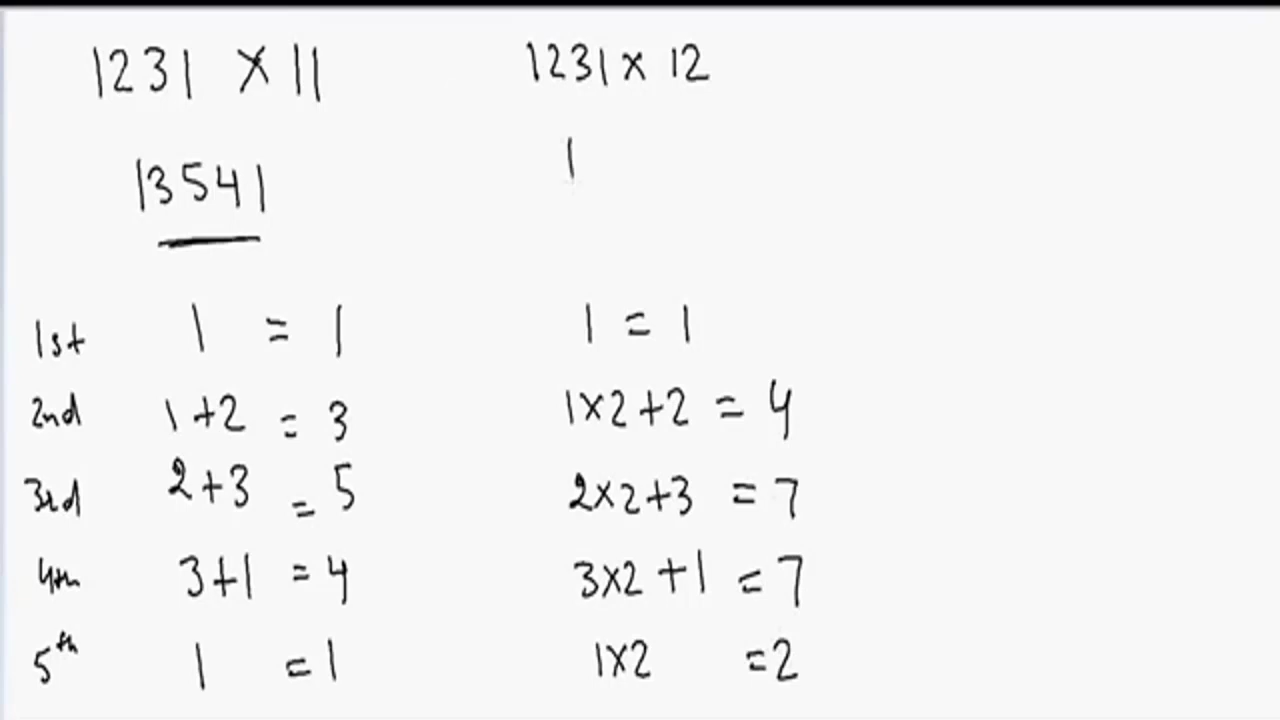 1231 × 11 1231 × 12
13541 1
1st 1 = 1 1 = 1
2nd 1+2 = 3 1×2+2 = 4
3rd 2+3 = 5 2×2+3 = 7
4th 3+1 = 4 3×2+1 = 7
5th 1 = 1 1×2 = 2